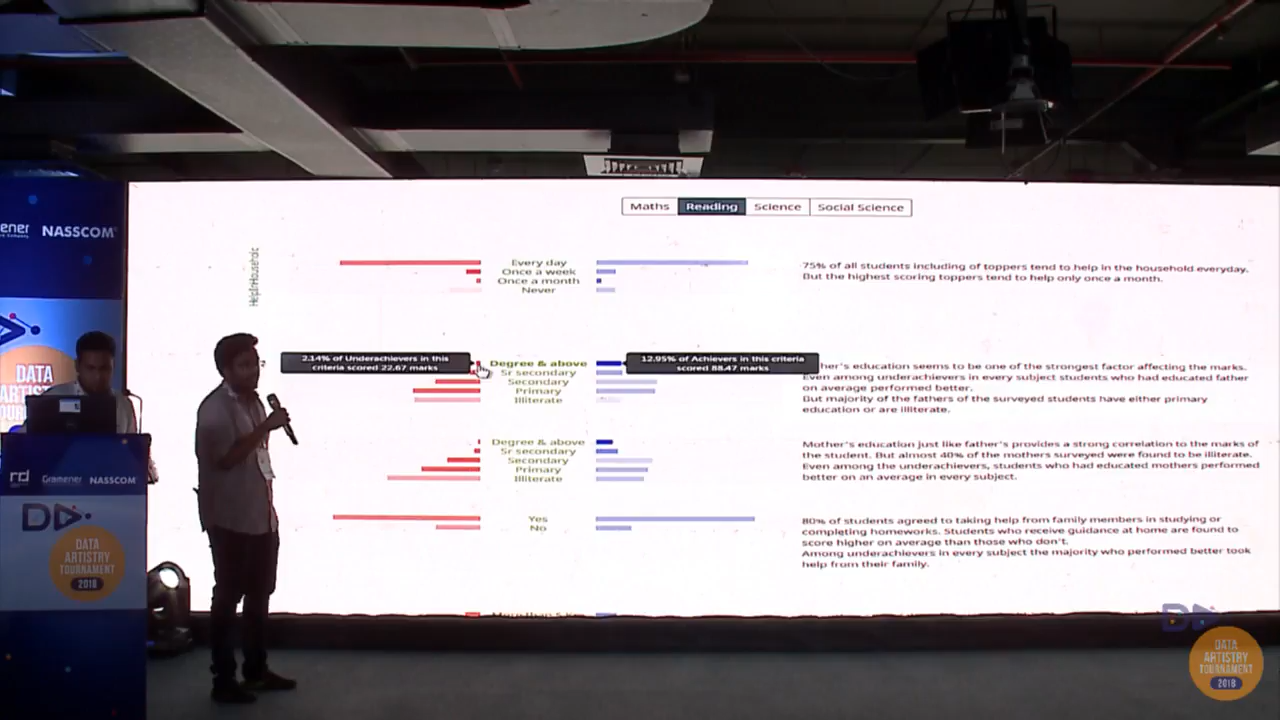 Maths
Reading
Science
Social Science
ener
NASSCOM
HelpInHousehold
Every day
Once a week
Once a month
Never
75% of all students including of toppers tend to help in the household everyday.
But the highest scoring toppers tend to help only once a month.
2.14% of Underachievers in this
criteria scored 22.67 marks
Degree & above
Sr secondary
Secondary
Primary
Illiterate
12.95% of Achievers in this criteria
scored 88.47 marks
her's education seems to be one of the strongest factor affecting the marks.
Even among underachievers in every subject students who had educated father
on average performed better.
But majority of the fathers of the surveyed students have either primary
education or are illiterate.
Degree & above
Sr secondary
Secondary
Primary
Illiterate
Mother's education just like father's provides a strong correlation to the marks of
the student. But almost 40% of the mothers surveyed were found to be illiterate.
Even among the underachievers, students who had educated mothers performed
better on an average in every subject.
Yes
No
80% of students agreed to taking help from family members in studying or
completing homeworks. Students who receive guidance at home are found to
score higher on average than those who don't.
Among underachievers in every subject the majority who performed better took
help from their family.
DATA
ARTIS
rd
Gramener
NASSCOM
DATA
ARTISTRY
TOURNAMENT
2018
DATA
ARTISTRY
TOURNAMENT
2018